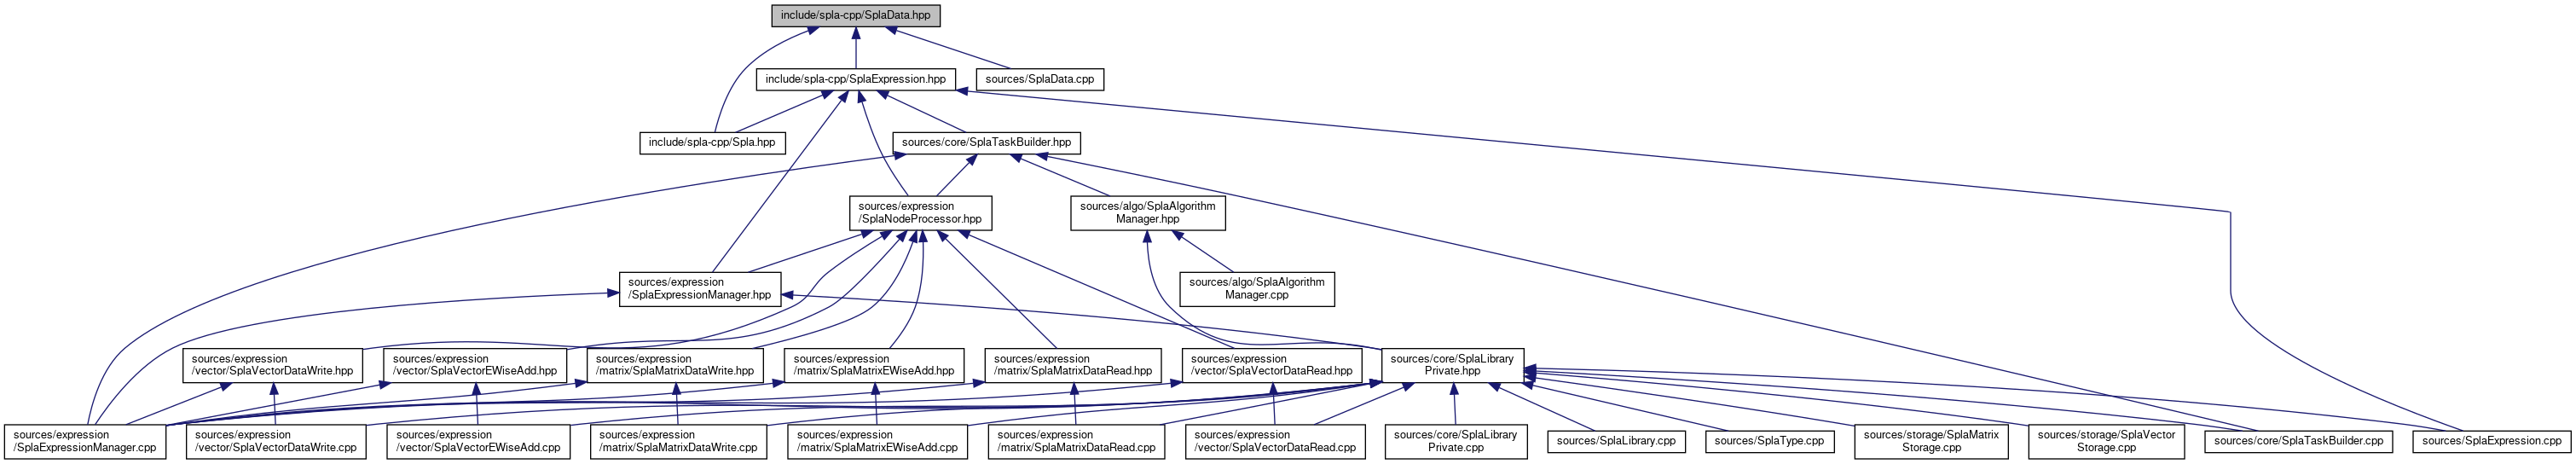 include/spla-cpp/SplaData.hpp
include/spla-cpp/SplaExpression.hpp
sources/SplaData.cpp
include/spla-cpp/Spla.hpp
sources/core/SplaTaskBuilder.hpp
sources/expression
/SplaNodeProcessor.hpp
sources/algo/SplaAlgorithm
Manager.hpp
sources/expression
/SplaExpressionManager.hpp
sources/algo/SplaAlgorithm
Manager.cpp
sources/expression
/vector/SplaVectorDataWrite.hpp
sources/expression
/vector/SplaVectorEWiseAdd.hpp
sources/expression
/matrix/SplaMatrixDataWrite.hpp
sources/expression
/matrix/SplaMatrixEWiseAdd.hpp
sources/expression
/matrix/SplaMatrixDataRead.hpp
sources/expression
/vector/SplaVectorDataRead.hpp
sources/core/SplaLibrary
Private.hpp
sources/expression
/SplaExpressionManager.cpp
sources/expression
/vector/SplaVectorDataWrite.cpp
sources/expression
/vector/SplaVectorEWiseAdd.cpp
sources/expression
/matrix/SplaMatrixDataWrite.cpp
sources/expression
/matrix/SplaMatrixEWiseAdd.cpp
sources/expression
/matrix/SplaMatrixDataRead.cpp
sources/expression
/vector/SplaVectorDataRead.cpp
sources/core/SplaLibrary
Private.cpp
sources/SplaLibrary.cpp
sources/SplaType.cpp
sources/storage/SplaMatrix
Storage.cpp
sources/storage/SplaVector
Storage.cpp
sources/core/SplaTaskBuilder.cpp
sources/SplaExpression.cpp